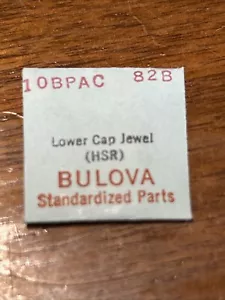 10BPAC 82B
Lower Cap Jewel
(HSR)
BULOVA
Standardized Parts